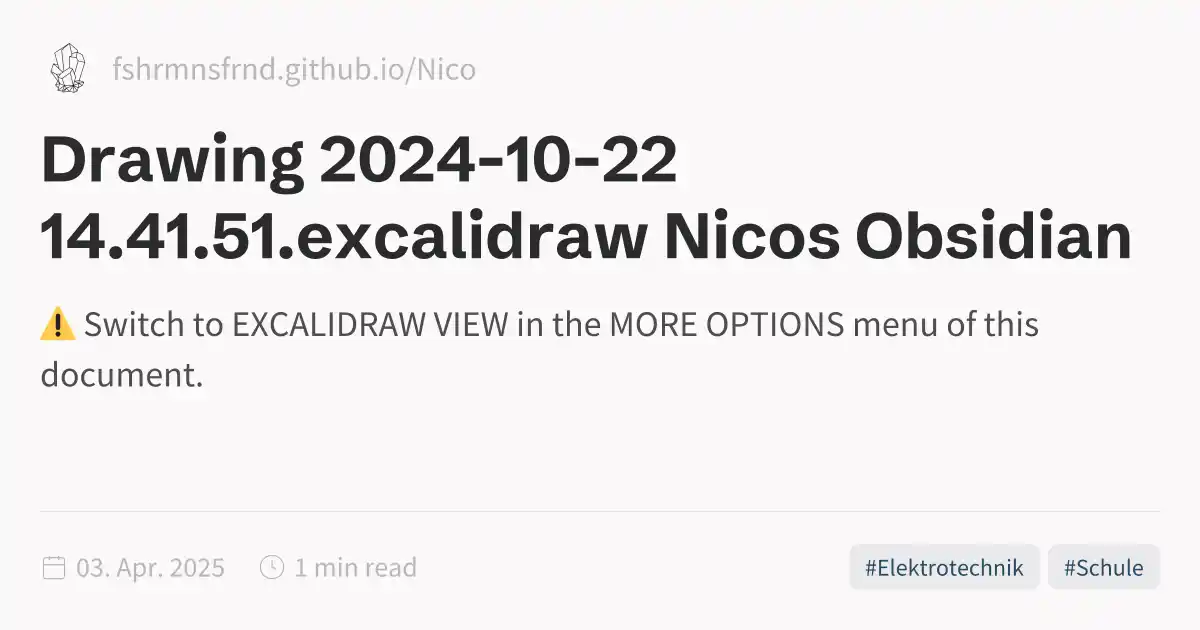 fshrmnsfrnd.github.io/Nico
Drawing 2024-10-22
14.41.51.excalidraw Nicos Obsidian
⚠️ Switch to EXCALIDRAW VIEW in the MORE OPTIONS menu of this
document.
03. Apr. 2025 1 min read #Elektrotechnik #Schule